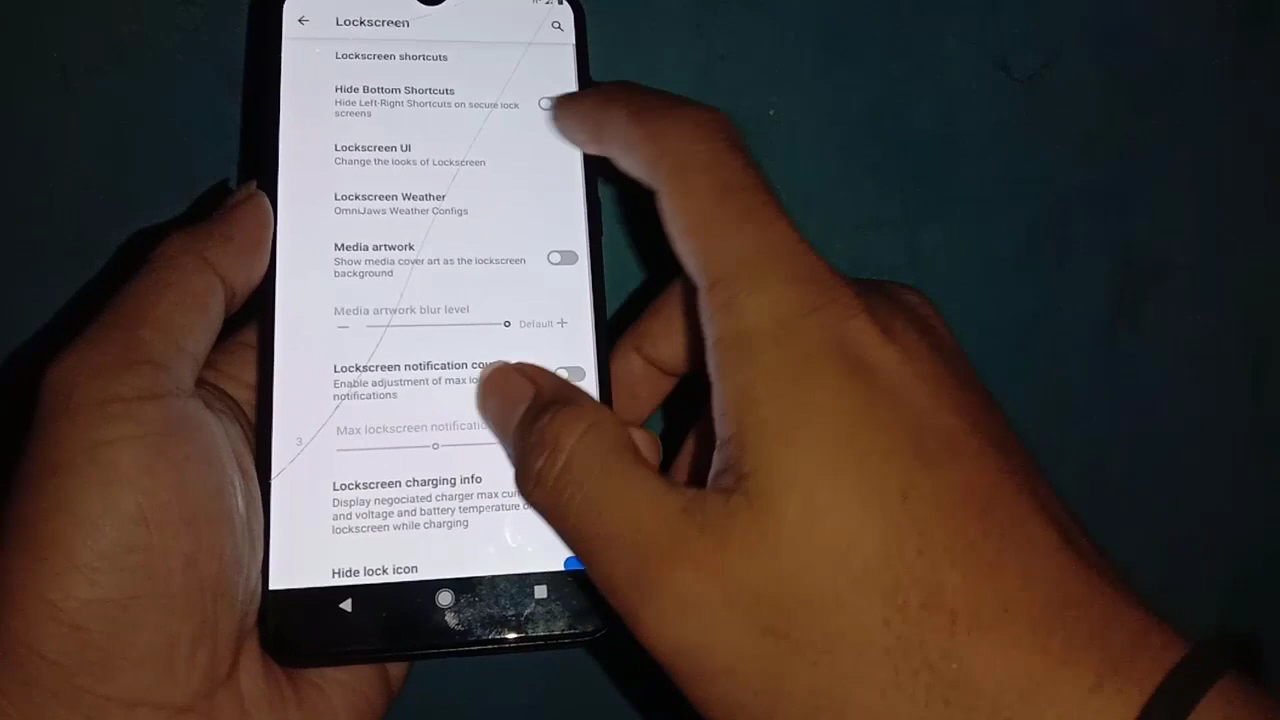 Lockscreen
Lockscreen shortcuts
Hide Bottom Shortcuts
Hide Left-Right Shortcuts on secure lock
screens
Lockscreen UI
Change the looks of Lockscreen
Lockscreen Weather
OmniJaws Weather Configs
Media artwork
Show media cover art as the lockscreen
background
Media artwork blur level
Default
Lockscreen notification
Enable adjustment of max
notifications
3
Max lockscreen
Lockscreen charging info
Display negociated charger max
and voltage and battery temperature
lockscreen while charging
Hide lock icon